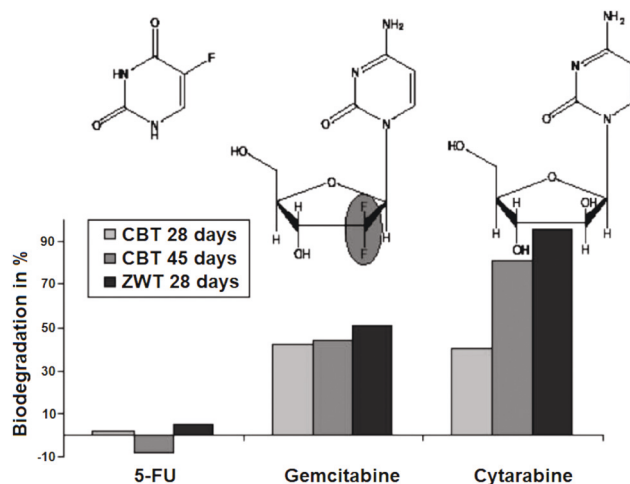 O
F
HN
O
N
H
NH₂
N
O
N
HO
O
H
H
F
H
OH
F
H
NH₂
N
O
N
HO
O
H
OH
H
OH
H
H
CBT 28 days
CBT 45 days
ZWT 28 days
Biodegradation in %
90
70
50
30
10
-10
5-FU
Gemcitabine
Cytarabine